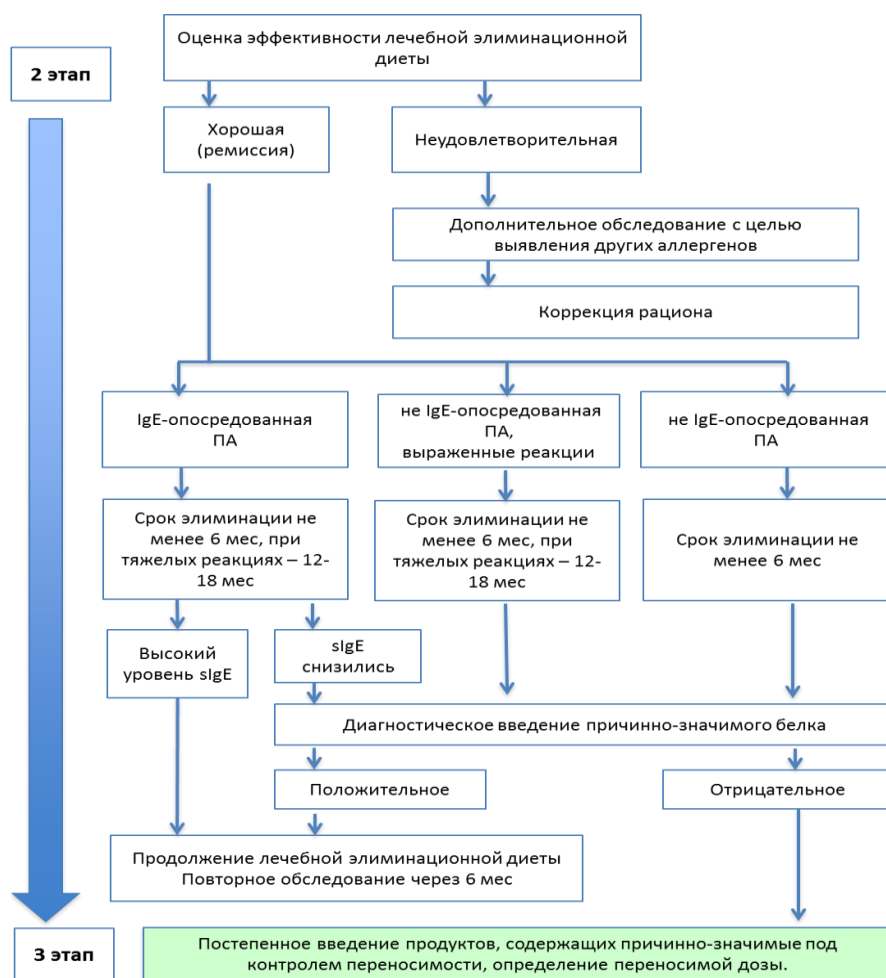 Оценка эффективности лечебной элиминационной
диеты
2 этап
Хорошая
(ремиссия)
Неудовлетворительная
Дополнительное обследование с целью
выявления других аллергенов
Коррекция рациона
IgE-опосредованная
ПА
не IgE-опосредованная
ПА,
выраженные реакции
не IgE-опосредованная
ПА
Срок элиминации не
менее 6 мес, при
тяжелых реакциях – 12-
18 мес
Срок элиминации не
менее 6 мес, при
тяжелых реакциях – 12-
18 мес
Срок элиминации не
менее 6 мес
Высокий
уровень sIgE
sIgE
снизились
Диагностическое введение причинно-значимого белка
Положительное
Отрицательное
Продолжение лечебной элиминационной диеты
Повторное обследование через 6 мес
3 этап
Постепенное введение продуктов, содержащих причинно-значимые под
контролем переносимости, определение переносимой дозы.